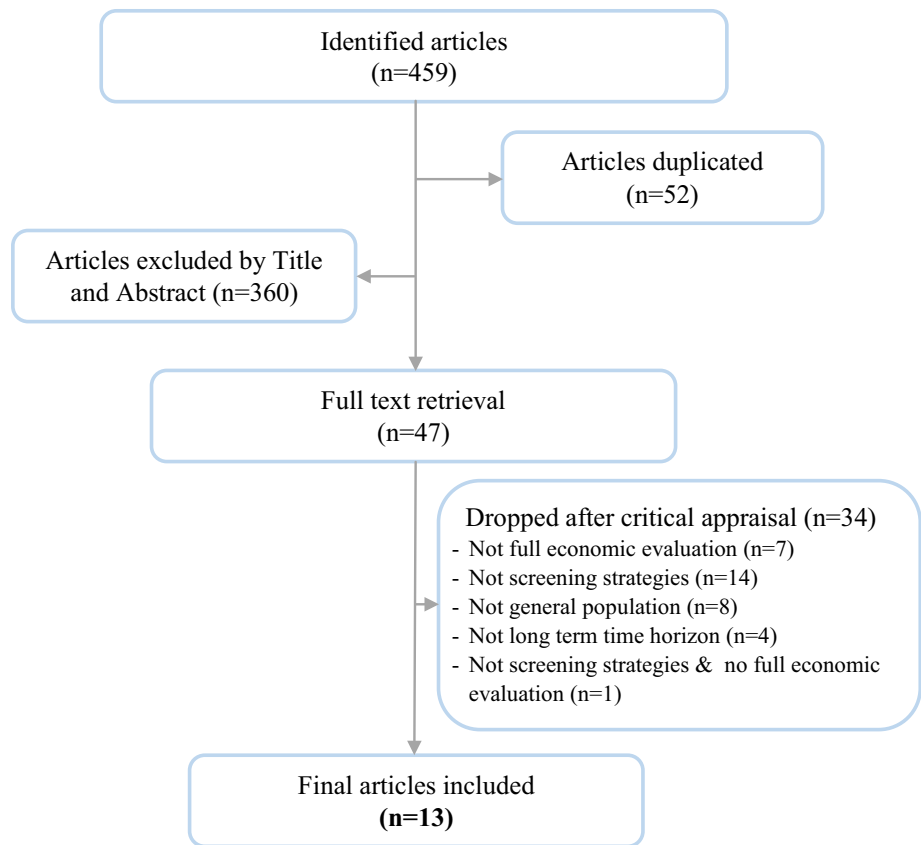 Identified articles
(n=459)
Articles duplicated
(n=52)
Articles excluded by Title
and Abstract (n=360)
Full text retrieval
(n=47)
Dropped after critical appraisal (n=34)
- Not full economic evaluation (n=7)
- Not screening strategies (n=14)
- Not general population (n=8)
- Not long term time horizon (n=4)
- Not screening strategies & no full economic
evaluation (n=1)
Final articles included
(n=13)